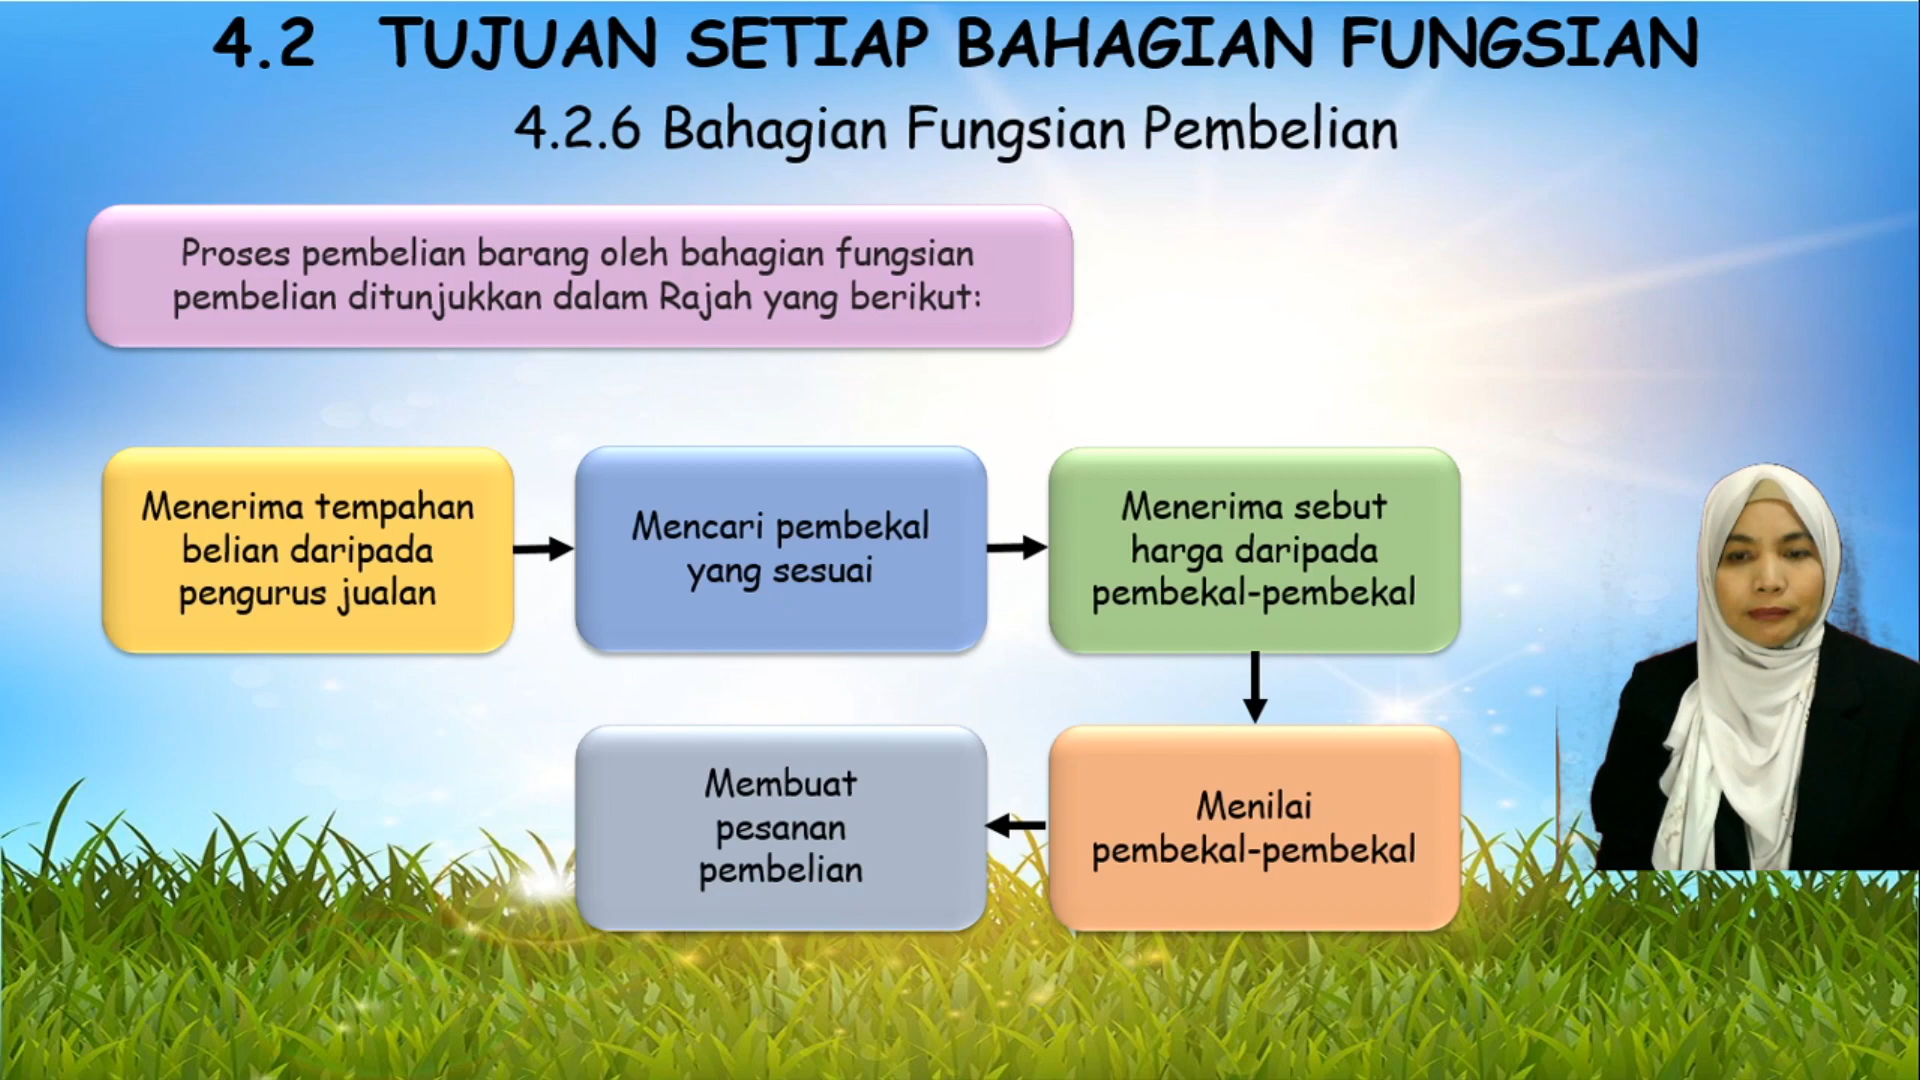 4.2 TUJUAN SETIAP BAHAGIAN FUNGSIAN
4.2.6 Bahagian Fungsian Pembelian
Proses pembelian barang oleh bahagian fungsian
pembelian ditunjukkan dalam Rajah yang berikut:
Menerima tempahan
belian daripada
pengurus jualan
Mencari pembekal
yang sesuai
Menerima sebut
harga daripada
pembekal-pembekal
Menilai
pembekal-pembekal
Membuat
pesanan
pembelian